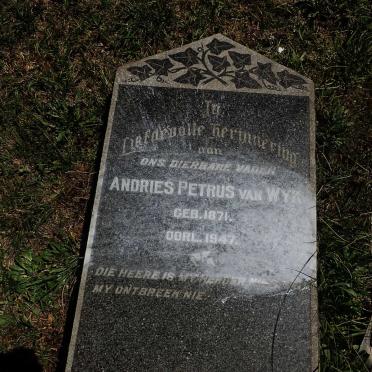 In
Liefdevolle herinnering
aan
ONS DIERBARE VADER
ANDRIES PETRUS VAN WYK
GEB. 1871.
OORL. 1947.
DIE HEERE IS
MY ONTBREEK NIE.